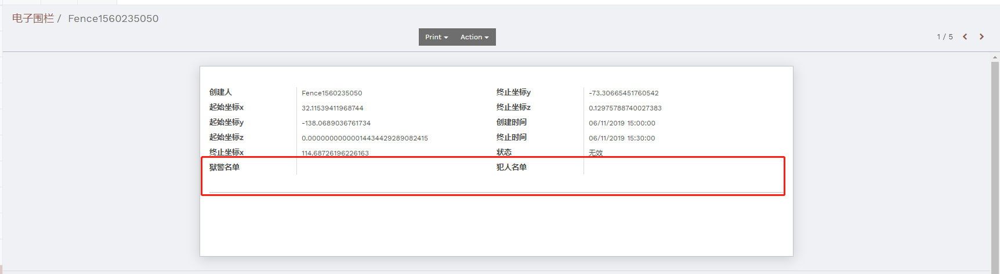 电子围栏 / Fence1560235050
Print Action
1 / 5
创建人 Fence1560235050 终止坐标y -73.30665451760542
起始坐标x 32.11539411968744 终止坐标z 0.12975788740027383
起始坐标y -138.0689036761734 创建时间 06/11/2019 15:00:00
起始坐标z 0.00000000000014434429289082415 终止时间 06/11/2019 15:30:00
终止坐标x 114.68726196226163 状态 无效
狱警名单 犯人名单